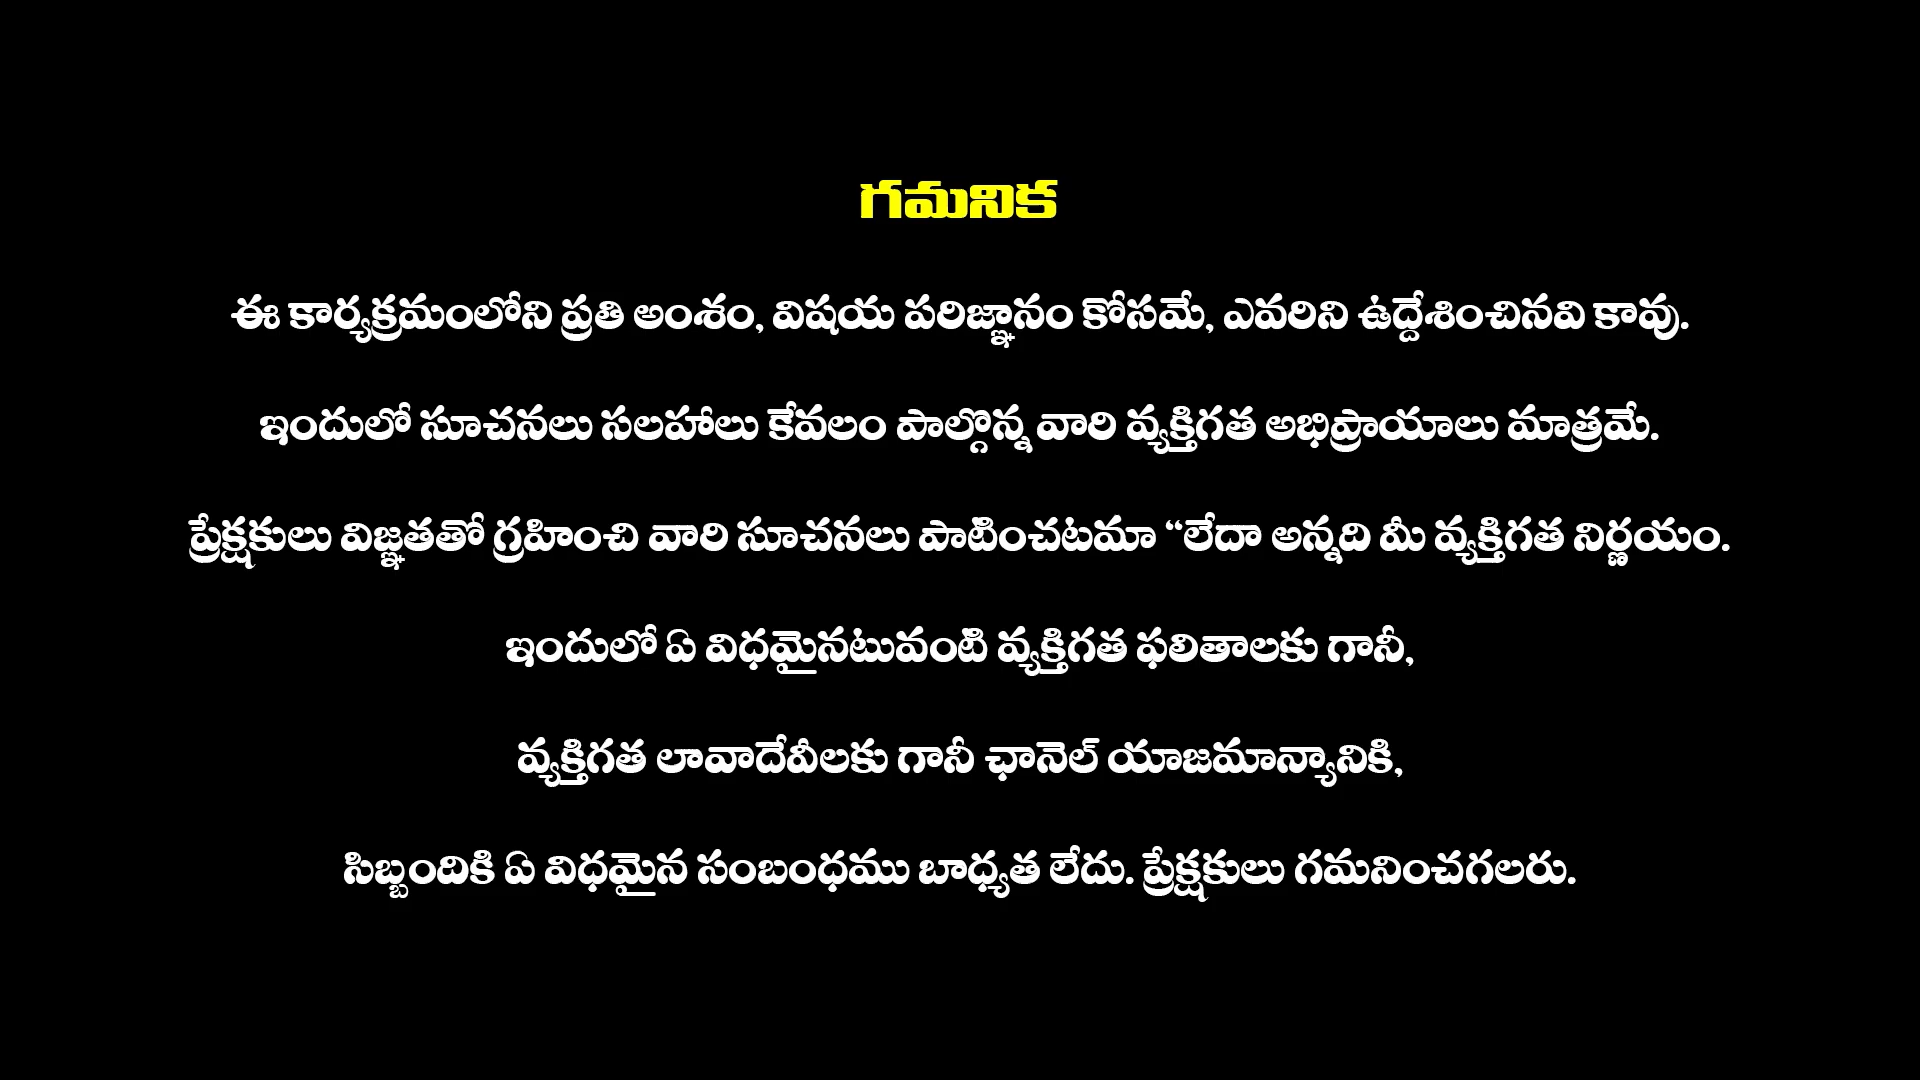 గమనిక
ఈ కార్యక్రమంలోని ప్రతి అంశం, విషయ పరిజ్ఞానం కోసమే, ఎవరిని ఉద్దేశించినవి కావు.
ఇందులో సూచనలు సలహాలు కేవలం పాల్గొన్న వారి వ్యక్తిగత అభిప్రాయాలు మాత్రమే.
ప్రేక్షకులు విజ్ఞతతో గ్రహించి వారి సూచనలు పాటించటమా “లేదా అన్నది మీ వ్యక్తిగత నిర్ణయం.
ఇందులో ఏ విధమైనటువంటి వ్యక్తిగత ఫలితాలకు గానీ,
వ్యక్తిగత లావాదేవీలకు గానీ ఛానెల్ యాజమాన్యానికి,
సిబ్బందికి ఏ విధమైన సంబంధము బాధ్యత లేదు. ప్రేక్షకులు గమనించగలరు.